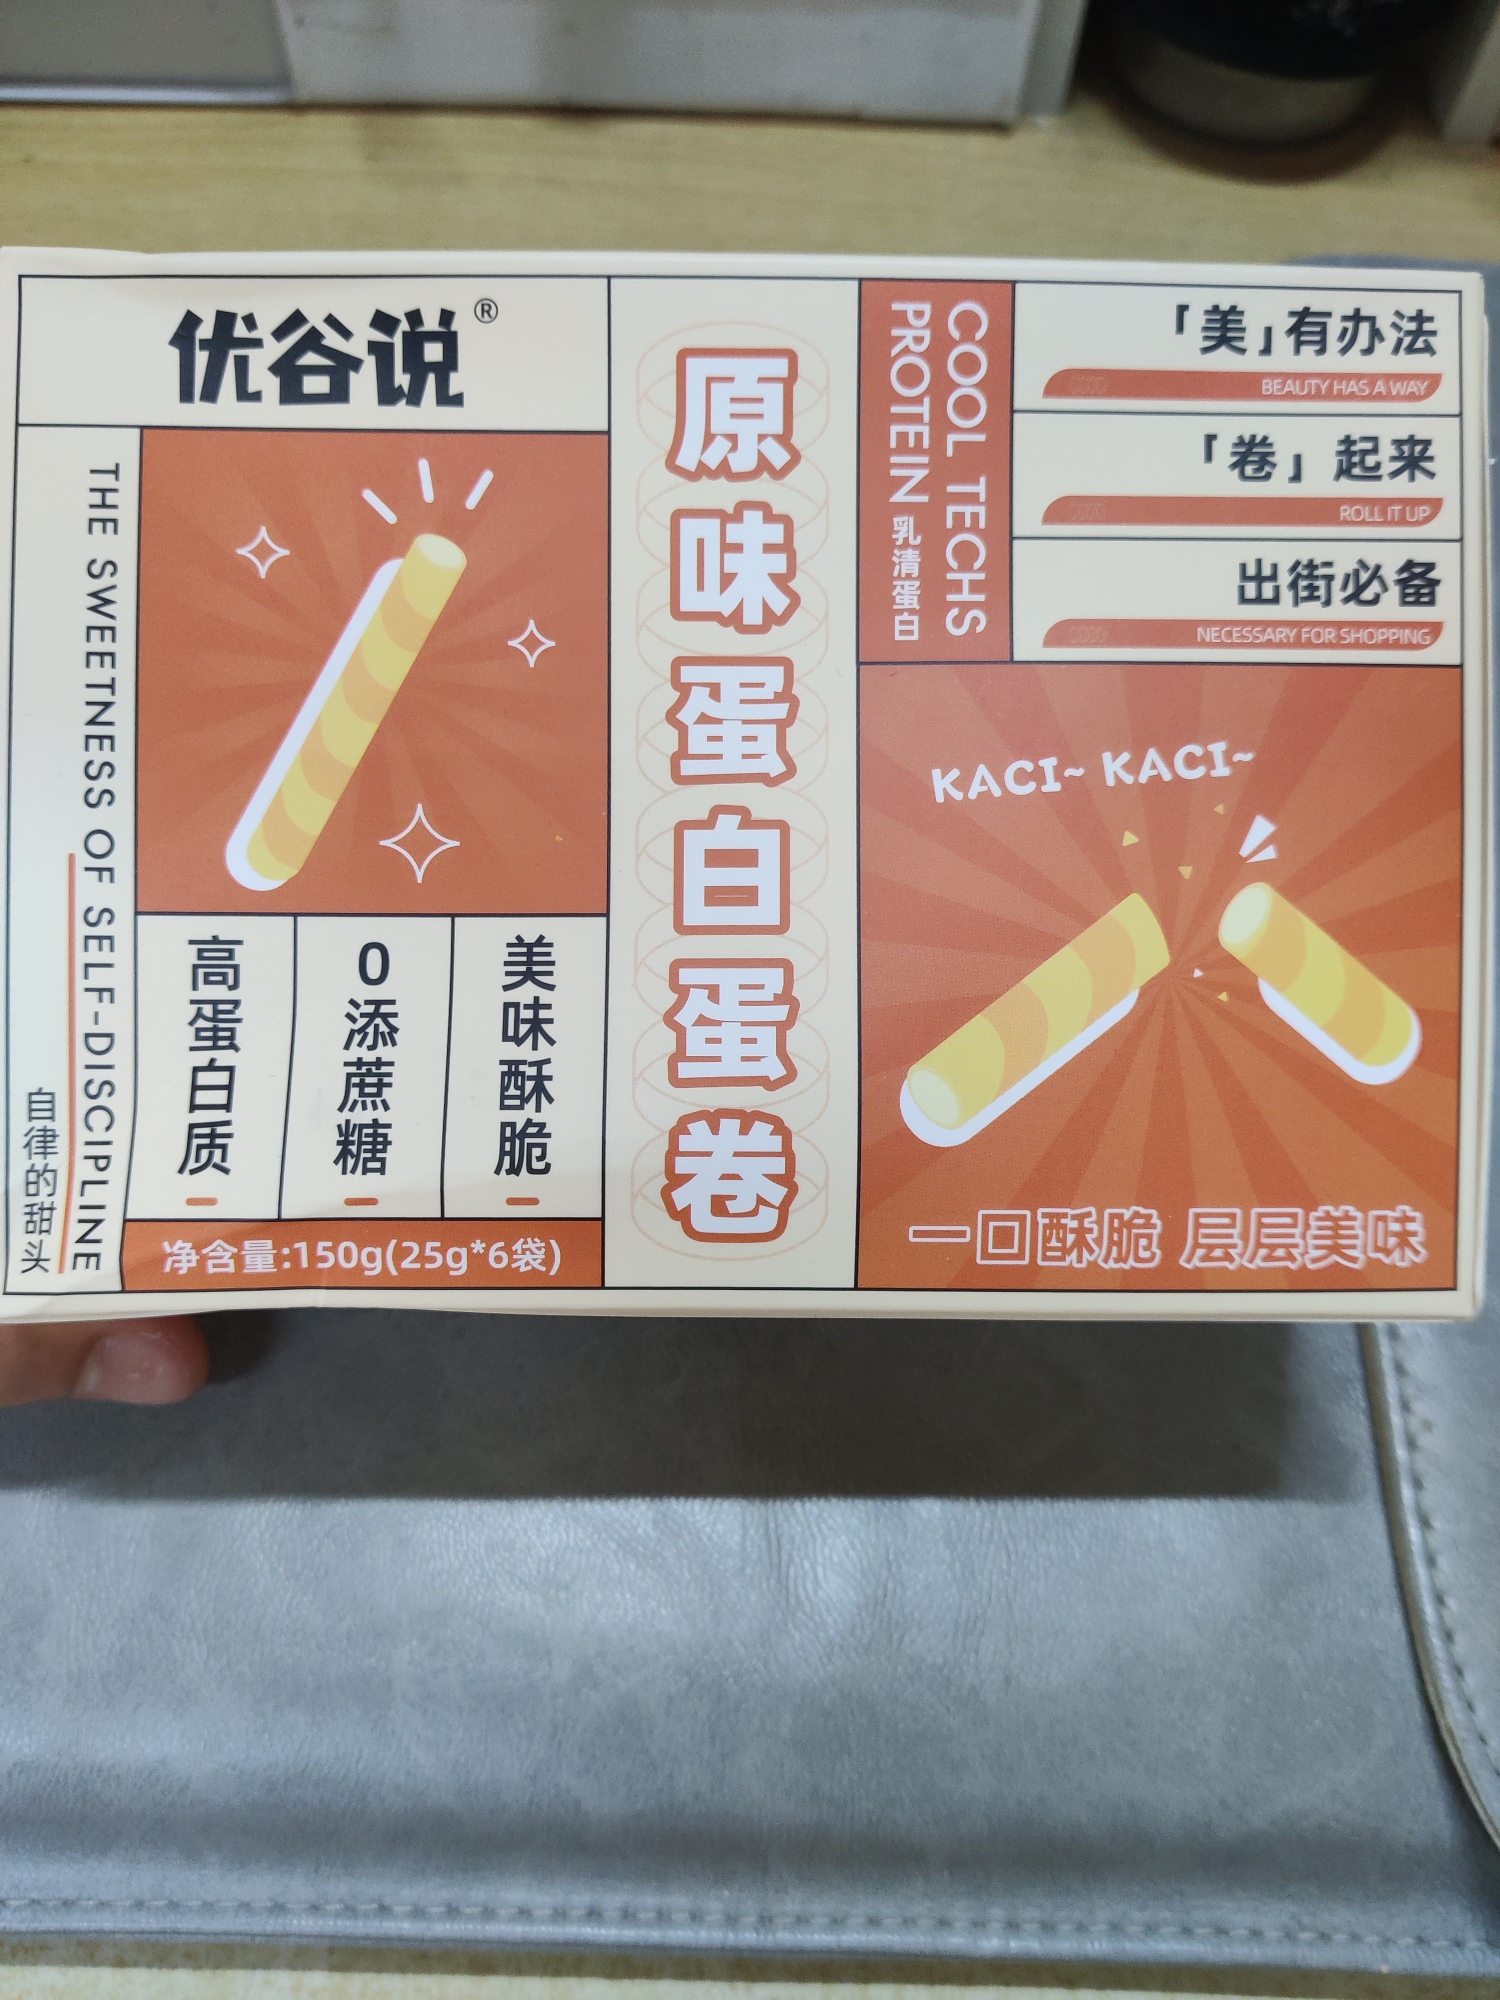 优谷说®
THE SWEETNESS OF SELF-DISCIPLINE
自律的甜头
高蛋白质
0添蔗糖
美味酥脆
净含量:150g(25g*6袋)
原味蛋白蛋卷
COOL TECHS
PROTEIN 乳清蛋白
「美」有办法
BEAUTY HAS A WAY
「卷」起来
ROLL IT UP
出街必备
NECESSARY FOR SHOPPING
KACI~ KACI~
一口酥脆 层层美味